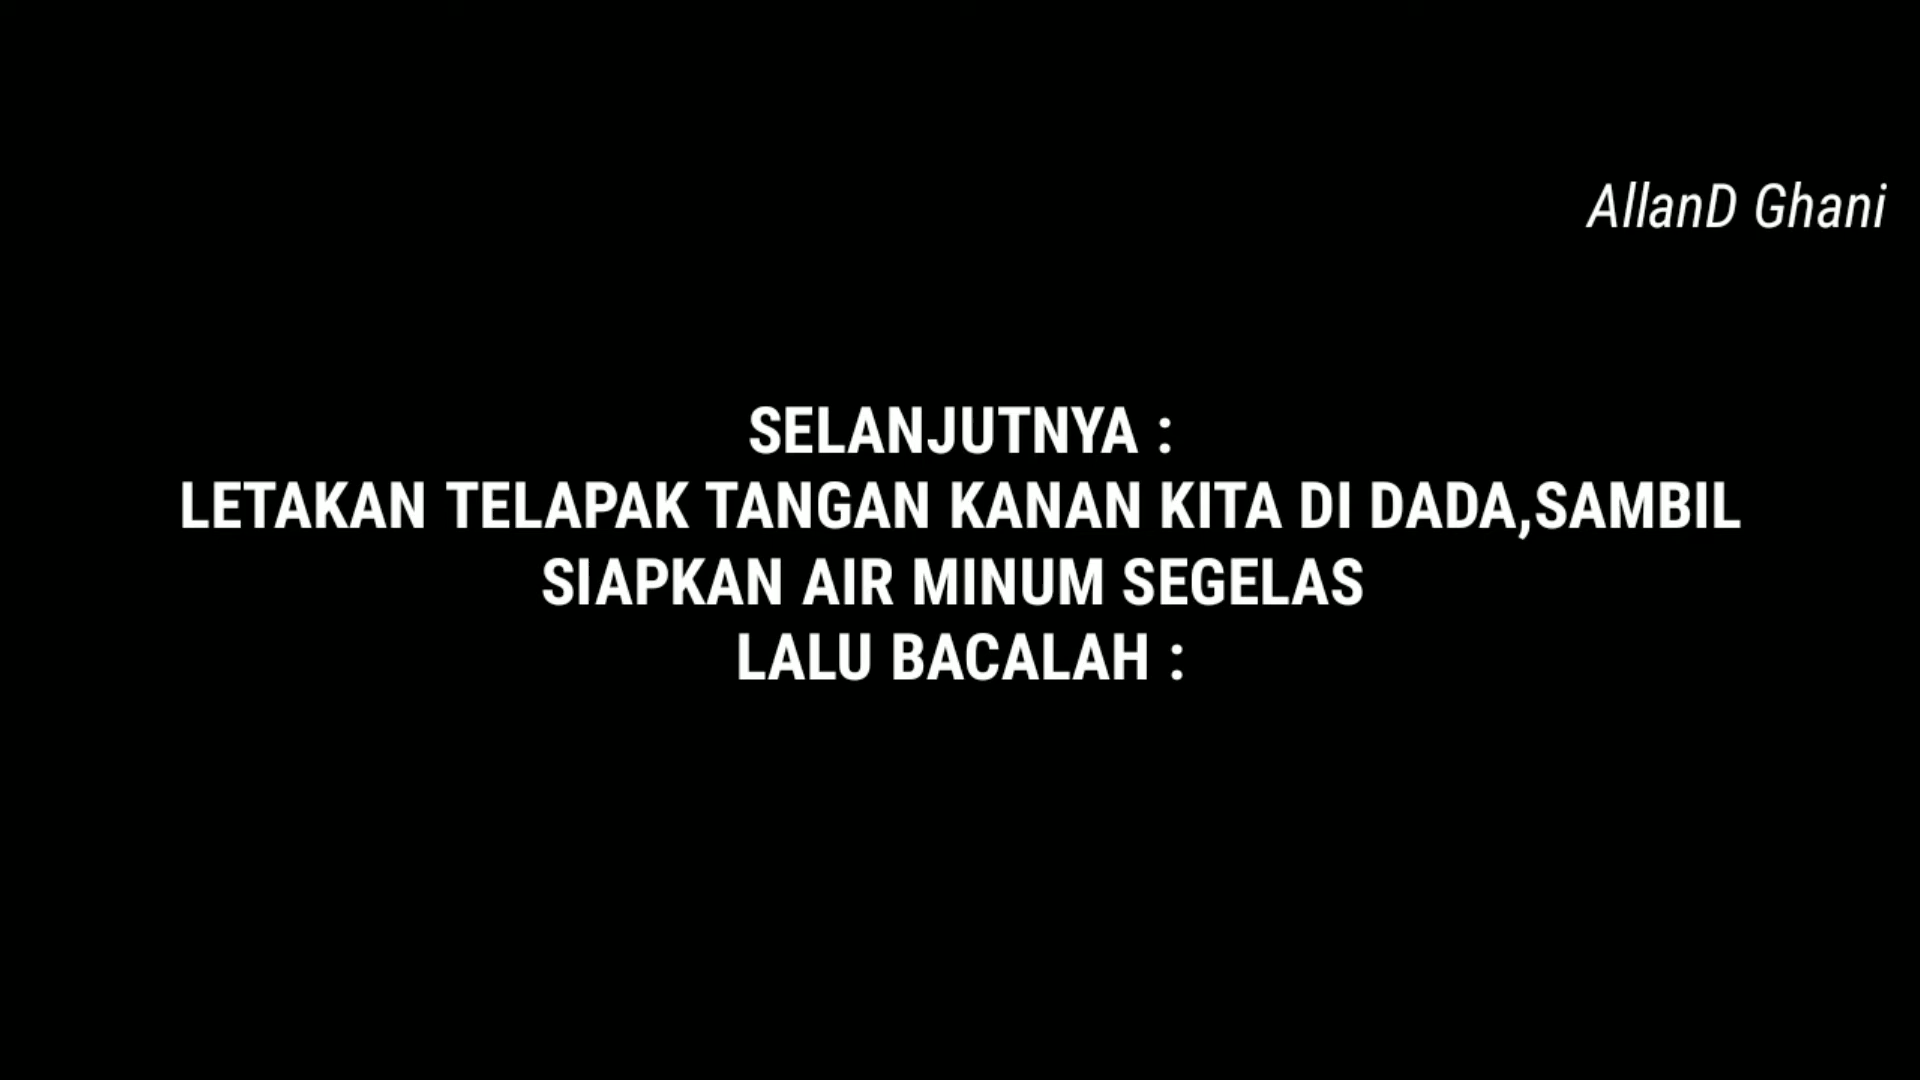 AllanD Ghani
SELANJUTNYA :
LETAKAN TELAPAK TANGAN KANAN KITA DI DADA,SAMBIL
SIAPKAN AIR MINUM SEGELAS
LALU BACALAH :